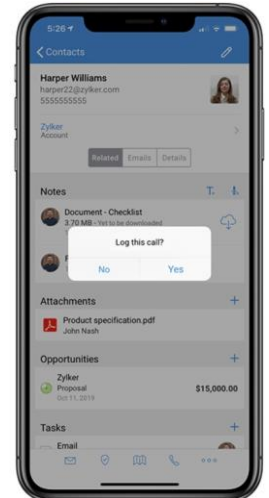 5:26
Contacts
Harper Williams
harper22@zylker.com
5555555555
Zylker
Account
Related Emails Details
Notes
Document - Checklist
3.70 MB - Yet to be downloaded
Log this call?
No Yes
Attachments
Product specification.pdf
John Nash
Opportunities
Zylker
Proposal
Oct 11, 2019
$15,000.00
Tasks
Email